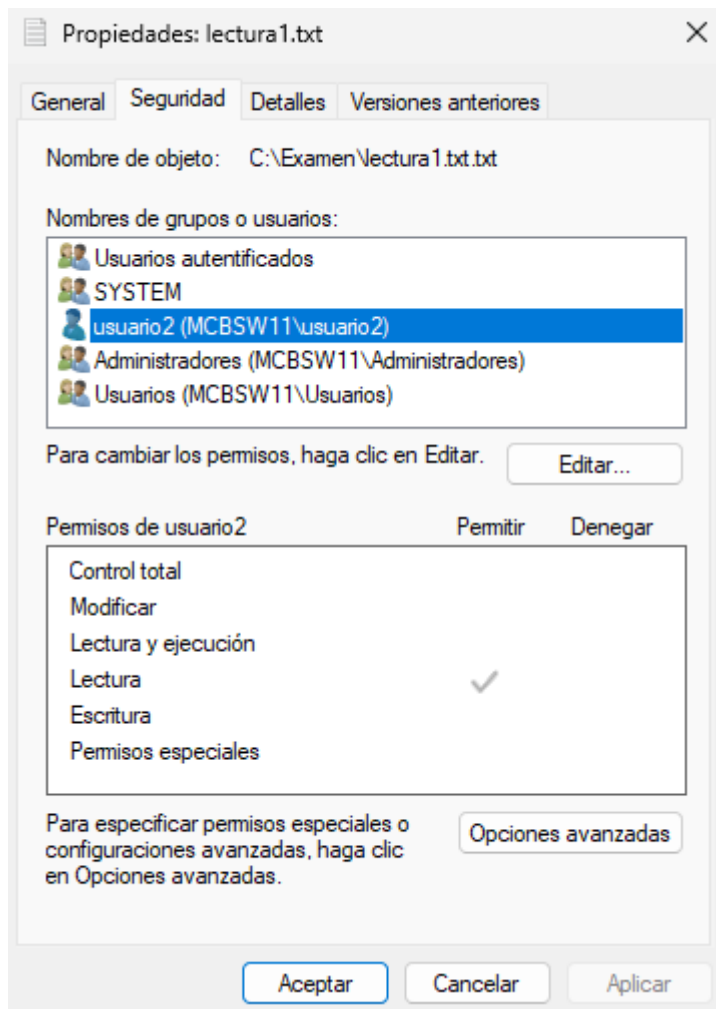 Propiedades: lectura1.txt
General Seguridad Detalles Versiones anteriores
Nombre de objeto: C:\Examen\lectura1.txt.txt
Nombres de grupos o usuarios:
Usuarios autentificados
SYSTEM
usuario2 (MCBSW11\usuario2)
Administradores (MCBSW11\Administradores)
Usuarios (MCBSW11\Usuarios)
Para cambiar los permisos, haga clic en Editar. Editar...
Permisos de usuario2 Permitir Denegar
Control total
Modificar
Lectura y ejecución
Lectura
Escritura
Permisos especiales
Para especificar permisos especiales o
configuraciones avanzadas, haga clic
en Opciones avanzadas.
Opciones avanzadas
Aceptar Cancelar Aplicar